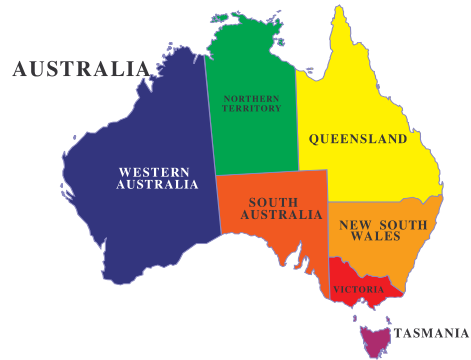 AUSTRALIA
NORTHERN
TERRITORY
QUEENSLAND
WESTERN
AUSTRALIA
SOUTH
AUSTRALIA
NEW SOUTH
WALES
VICTORIA
TASMANIA